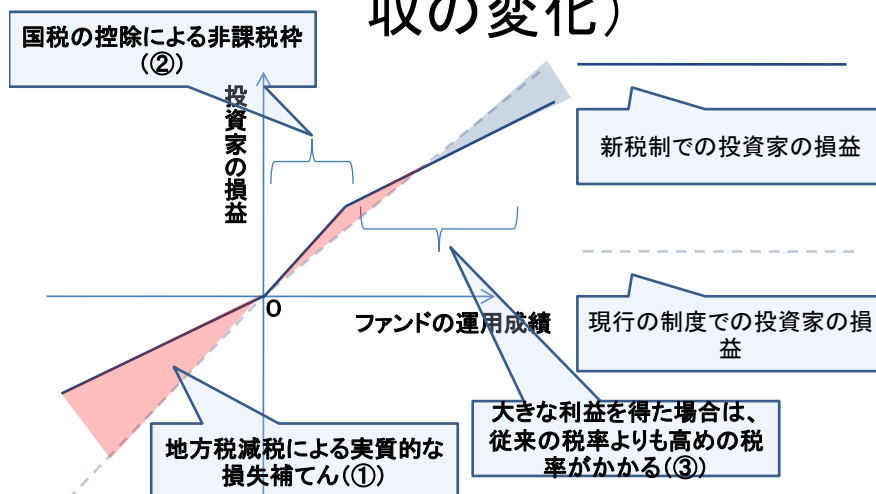 収の変化）
国税の控除による非課税枠
（②）
投資家の損益
新税制での投資家の損益
O
ファンドの運用成績
現行の制度での投資家の損
益
大きな利益を得た場合は、
従来の税率よりも高めの税
率がかかる（③）
地方税減税による実質的な
損失補てん（①）